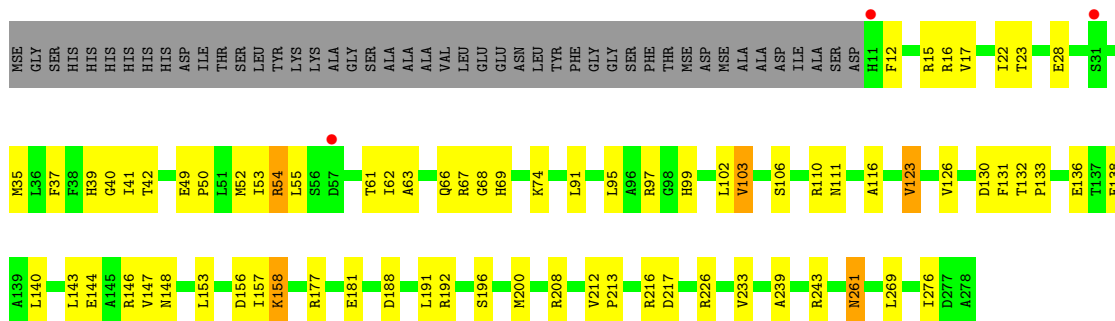 MSE GLY SER HIS HIS HIS HIS HIS HIS ASP ILE THR SER LEU TYR LYS LYS ALA GLY SER ALA ALA ALA VAL LEU GLU GLU ASN LEU TYR PHE GLY GLY SER PHE THR MSE ASP MSE ALA ALA ASP ILE ALA SER ASP H11 F12 R15 R16 V17 I22 T23 E28 S31
M35 L36 F37 F38 H39 G40 I41 T42 E49 P50 L51 M52 I53 R54 L55 S56 D57 T61 I62 A63 Q66 R67 G68 H69 K74 L91 L95 A96 R97 G98 H99 L102 V103 S106 R110 N111 A116 V123 V126 D130 F131 T132 P133 E136 T137 E138
A139 L140 L143 E144 A145 R146 V147 N148 L153 D156 I157 K158 R177 E181 D188 L191 R192 S196 M200 R208 V212 P213 R216 D217 R226 V233 A239 R243 N261 L269 I276 D277 A278